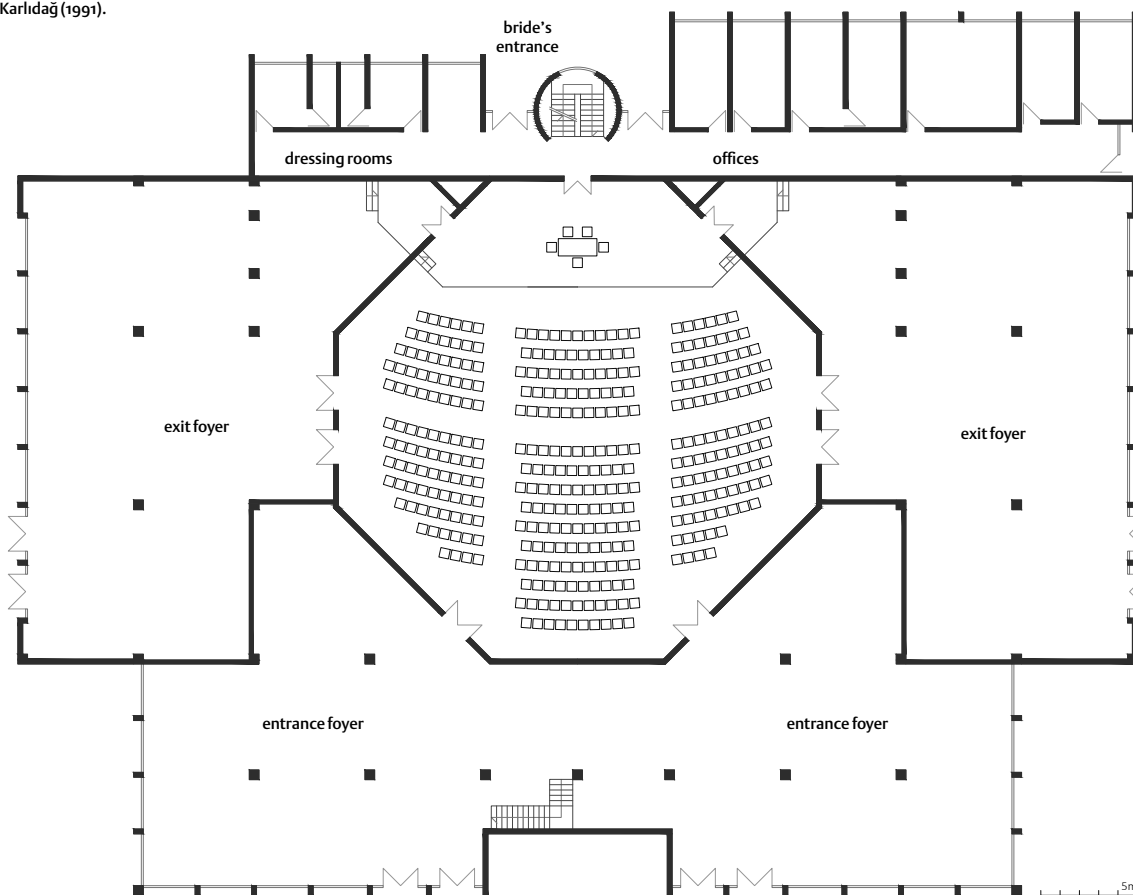 Karlıdağ (1991).
bride's
entrance
dressing rooms
offices
exit foyer
exit foyer
entrance foyer
entrance foyer